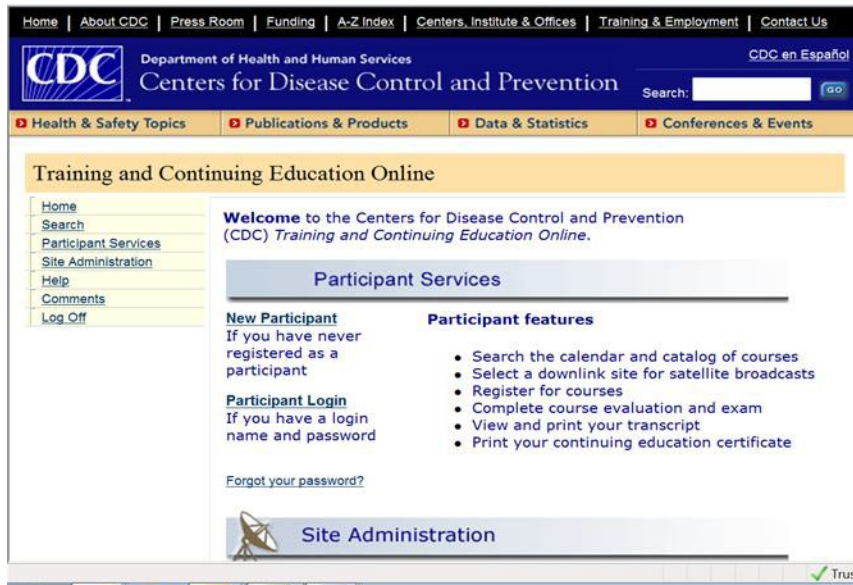 Home | About CDC | Press Room | Funding | A-Z Index | Centers, Institute & Offices | Training & Employment | Contact Us
CDC en Español
CDC
Department of Health and Human Services
Centers for Disease Control and Prevention
Search: GO
Health & Safety Topics
Publications & Products
Data & Statistics
Conferences & Events
Training and Continuing Education Online
Home
Search
Participant Services
Site Administration
Help
Comments
Log Off
Welcome to the Centers for Disease Control and Prevention
(CDC) Training and Continuing Education Online.
Participant Services
New Participant
If you have never
registered as a
participant
Participant Login
If you have a login
name and password
Forgot your password?
Participant features
• Search the calendar and catalog of courses
• Select a downlink site for satellite broadcasts
• Register for courses
• Complete course evaluation and exam
• View and print your transcript
• Print your continuing education certificate
Site Administration